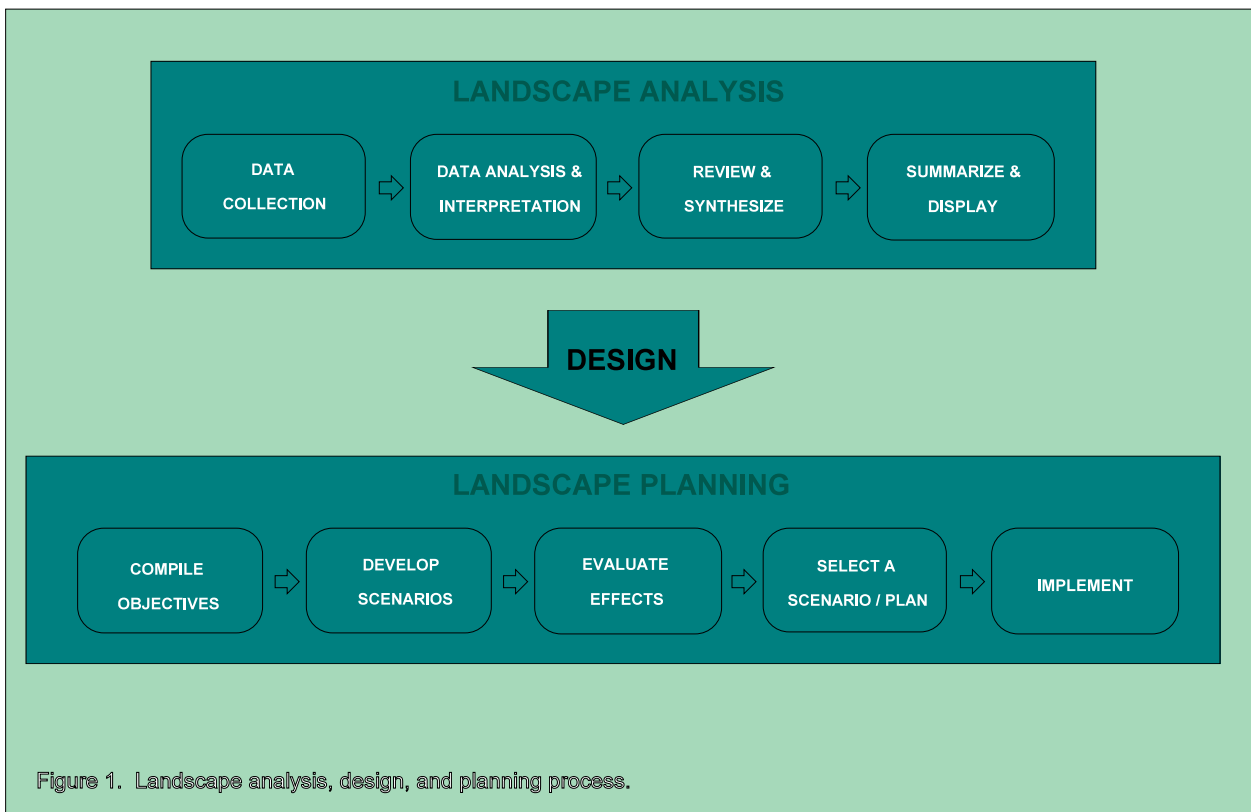 LANDSCAPE ANALYSIS
DATA
COLLECTION
DATA ANALYSIS &
INTERPRETATION
REVIEW &
SYNTHESIZE
SUMMARIZE &
DISPLAY
DESIGN
LANDSCAPE PLANNING
COMPILE
OBJECTIVES
DEVELOP
SCENARIOS
EVALUATE
EFFECTS
SELECT A
SCENARIO / PLAN
IMPLEMENT
Figure 1. Landscape analysis, design, and planning process.